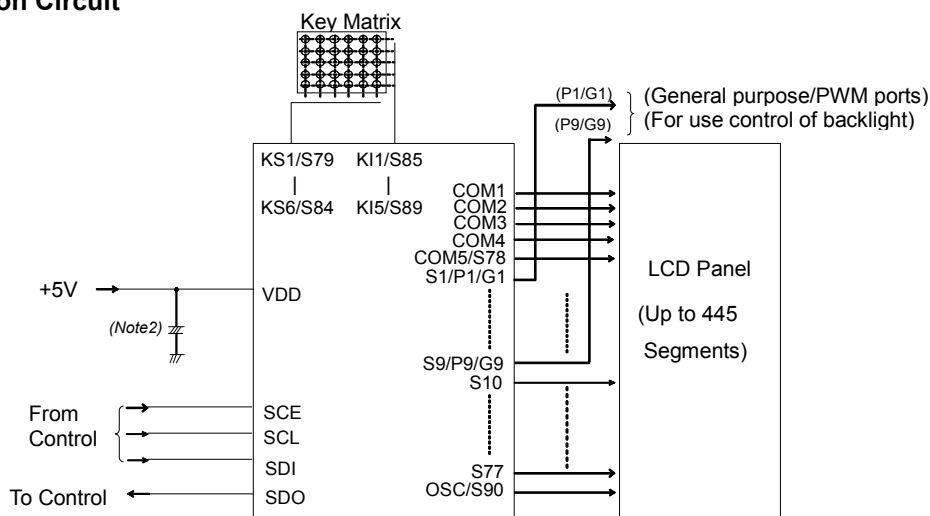 on Circuit
Key Matrix
(P1/G1)
(General purpose/PWM ports)
(P9/G9)
(For use control of backlight)
KS1/S79 KI1/S85
KS6/S84 KI5/S89
COM1
COM2
COM3
COM4
COM5/S78
S1/P1/G1
LCD Panel
(Up to 445
Segments)
+5V
VDD
(Note2)
S9/P9/G9
S10
From
Control
SCE
SCL
SDI
S77
OSC/S90
To Control
SDO